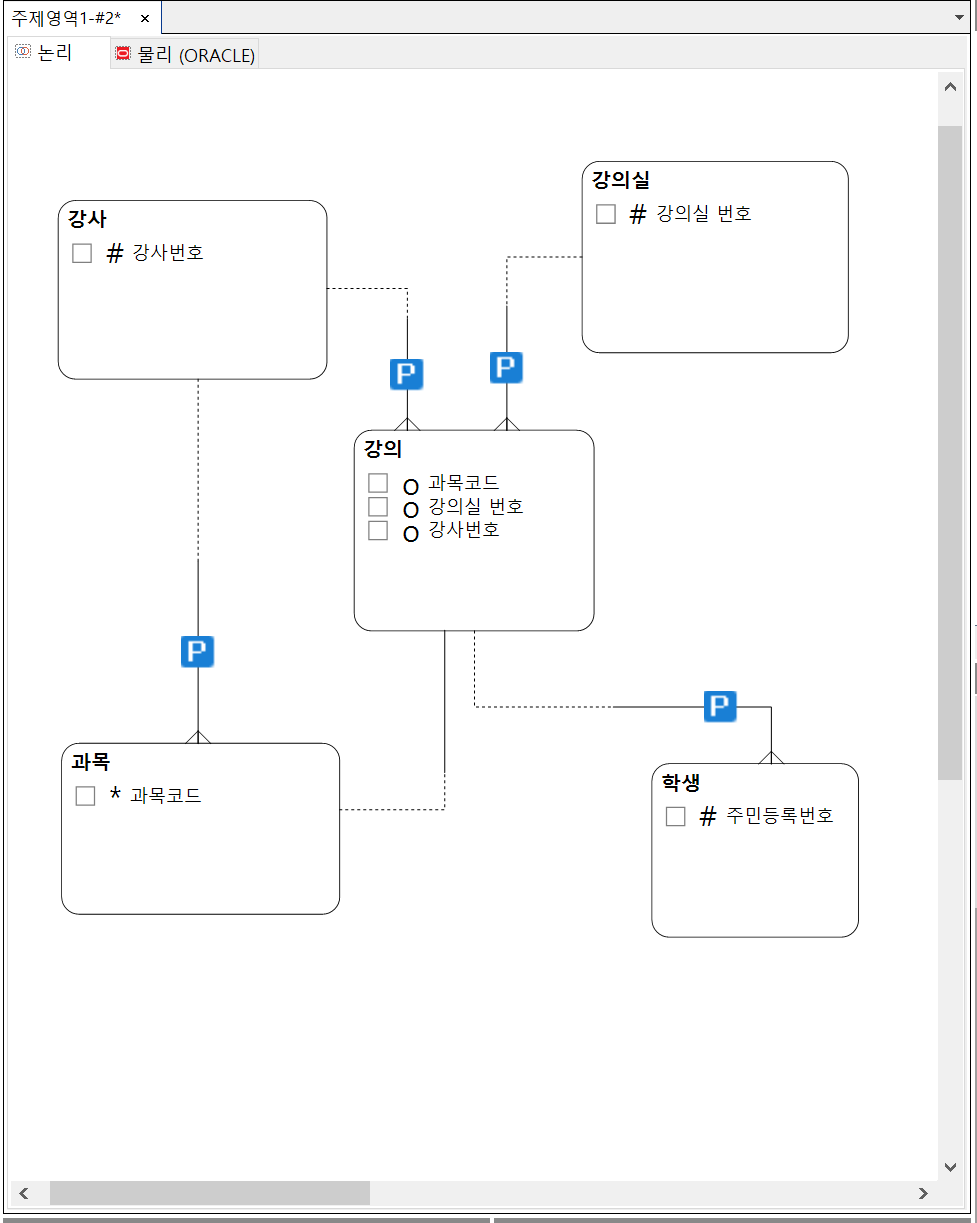 주제영역1-#2* ×
논리
물리 (ORACLE)
강의실
# 강의실 번호
강사
# 강사번호
P
P
강의
o 과목코드
o 강의실 번호
o 강사번호
P
P
과목
* 과목코드
학생
# 주민등록번호